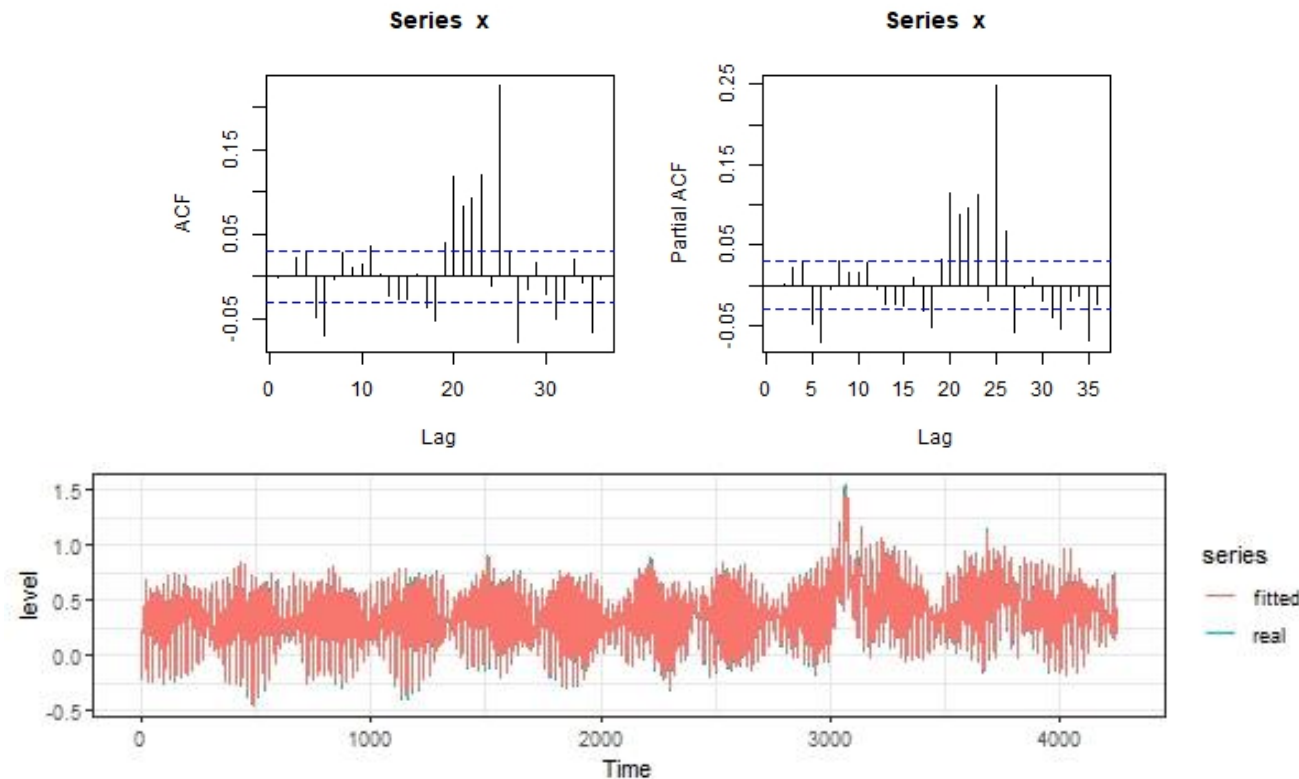 Series x
Series x
ACF
0.15
0.05
-0.05
0 10 20 30
Lag
Partial ACF
0.25
0.15
0.05
-0.05
0 5 10 15 20 25 30 35
Lag
level
1.5
1.0
0.5
0.0
-0.5
0 1000 2000 3000 4000
Time
series
fitted
real